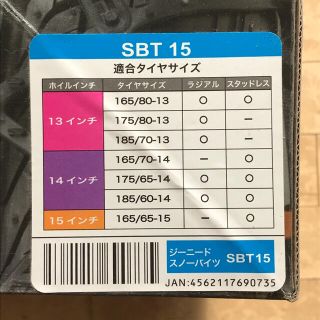 SBT 15
適合タイヤサイズ
ホイルインチ タイヤサイズ ラジアル スタッドレス
13インチ 165/80-13 ○ ○
175/80-13 ○ −
185/70-13 ○ −
14インチ 165/70-14 − ○
175/65-14 ○ ○
185/60-14 ○ ○
15インチ 165/65-15 − ○
ジーニード
スノーバイツ SBT15
JAN:4562117690735